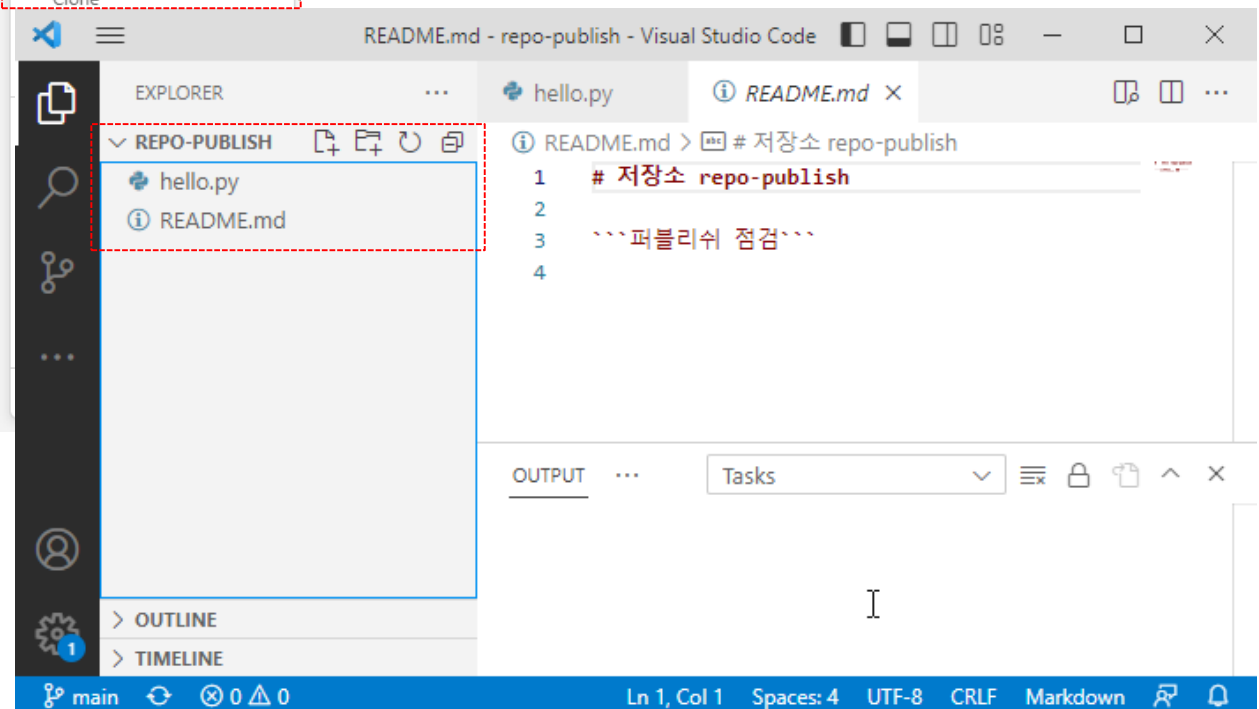 Clone
README.md - repo-publish - Visual Studio Code
EXPLORER
hello.py
README.md
REPO-PUBLISH
hello.py
README.md
README.md > # 저장소 repo-publish
1 # 저장소 repo-publish
2
3 ```퍼블리쉬 점검```
4
OUTPUT
Tasks
OUTLINE
TIMELINE
1
main
0
0
Ln 1, Col 1
Spaces: 4
UTF-8
CRLF
Markdown